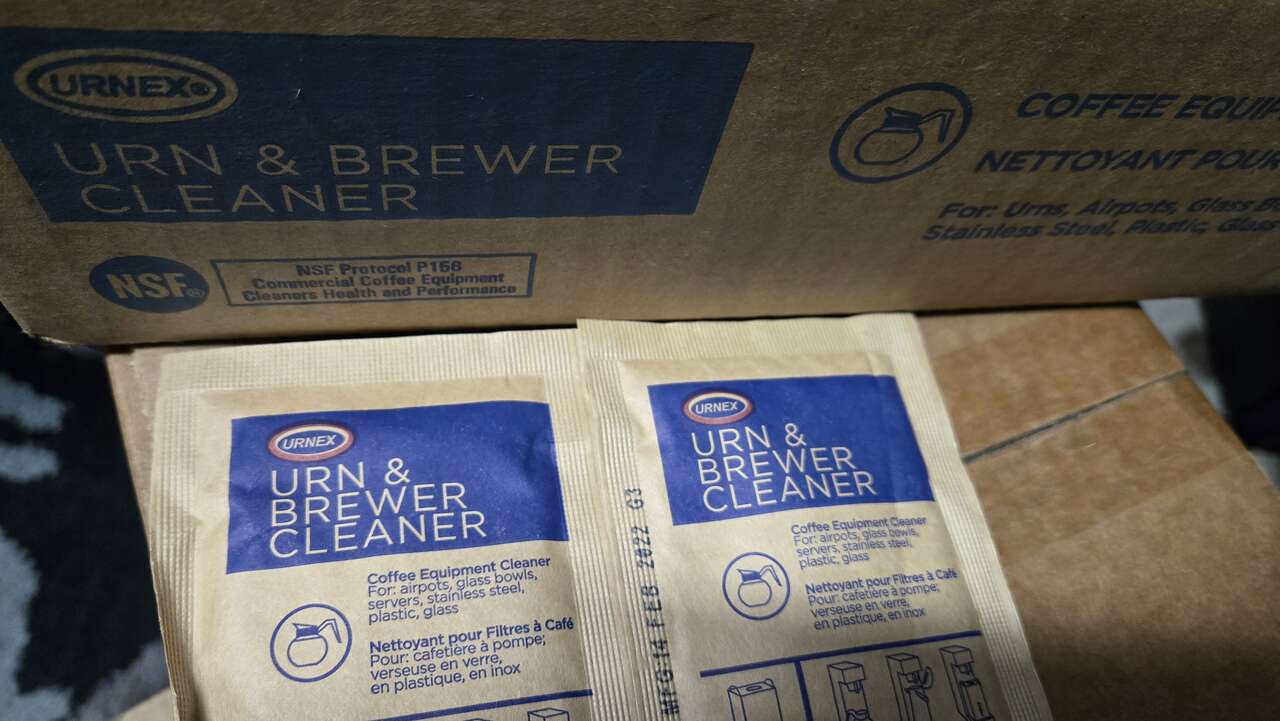 URNEX®
URN & BREWER
CLEANER
COFFEE
NETTOYANT POUR
For: Urns, Airpots, Glass
Stainless Steel, Plastic, Glass
NSF®
NSF Protocol P156
Commercial Coffee Equipment
Cleaners Health and Performance
URNEX
URN &
BREWER
CLEANER
Coffee Equipment Cleaner
For: airpots, glass bowls,
servers, stainless steel,
plastic, glass
Nettoyant pour Filtres à Café
Pour: cafetière à pompe;
verseuse en verre,
en plastique, en inox
MFG:14 FEB 2022 G3
URNEX
URN &
BREWER
CLEANER
Coffee Equipment Cleaner
For: airpots, glass bowls,
servers, stainless steel,
plastic, glass
Nettoyant pour Filtres à Café
Pour: cafetière à pompe;
verseuse en verre,
en plastique, en inox